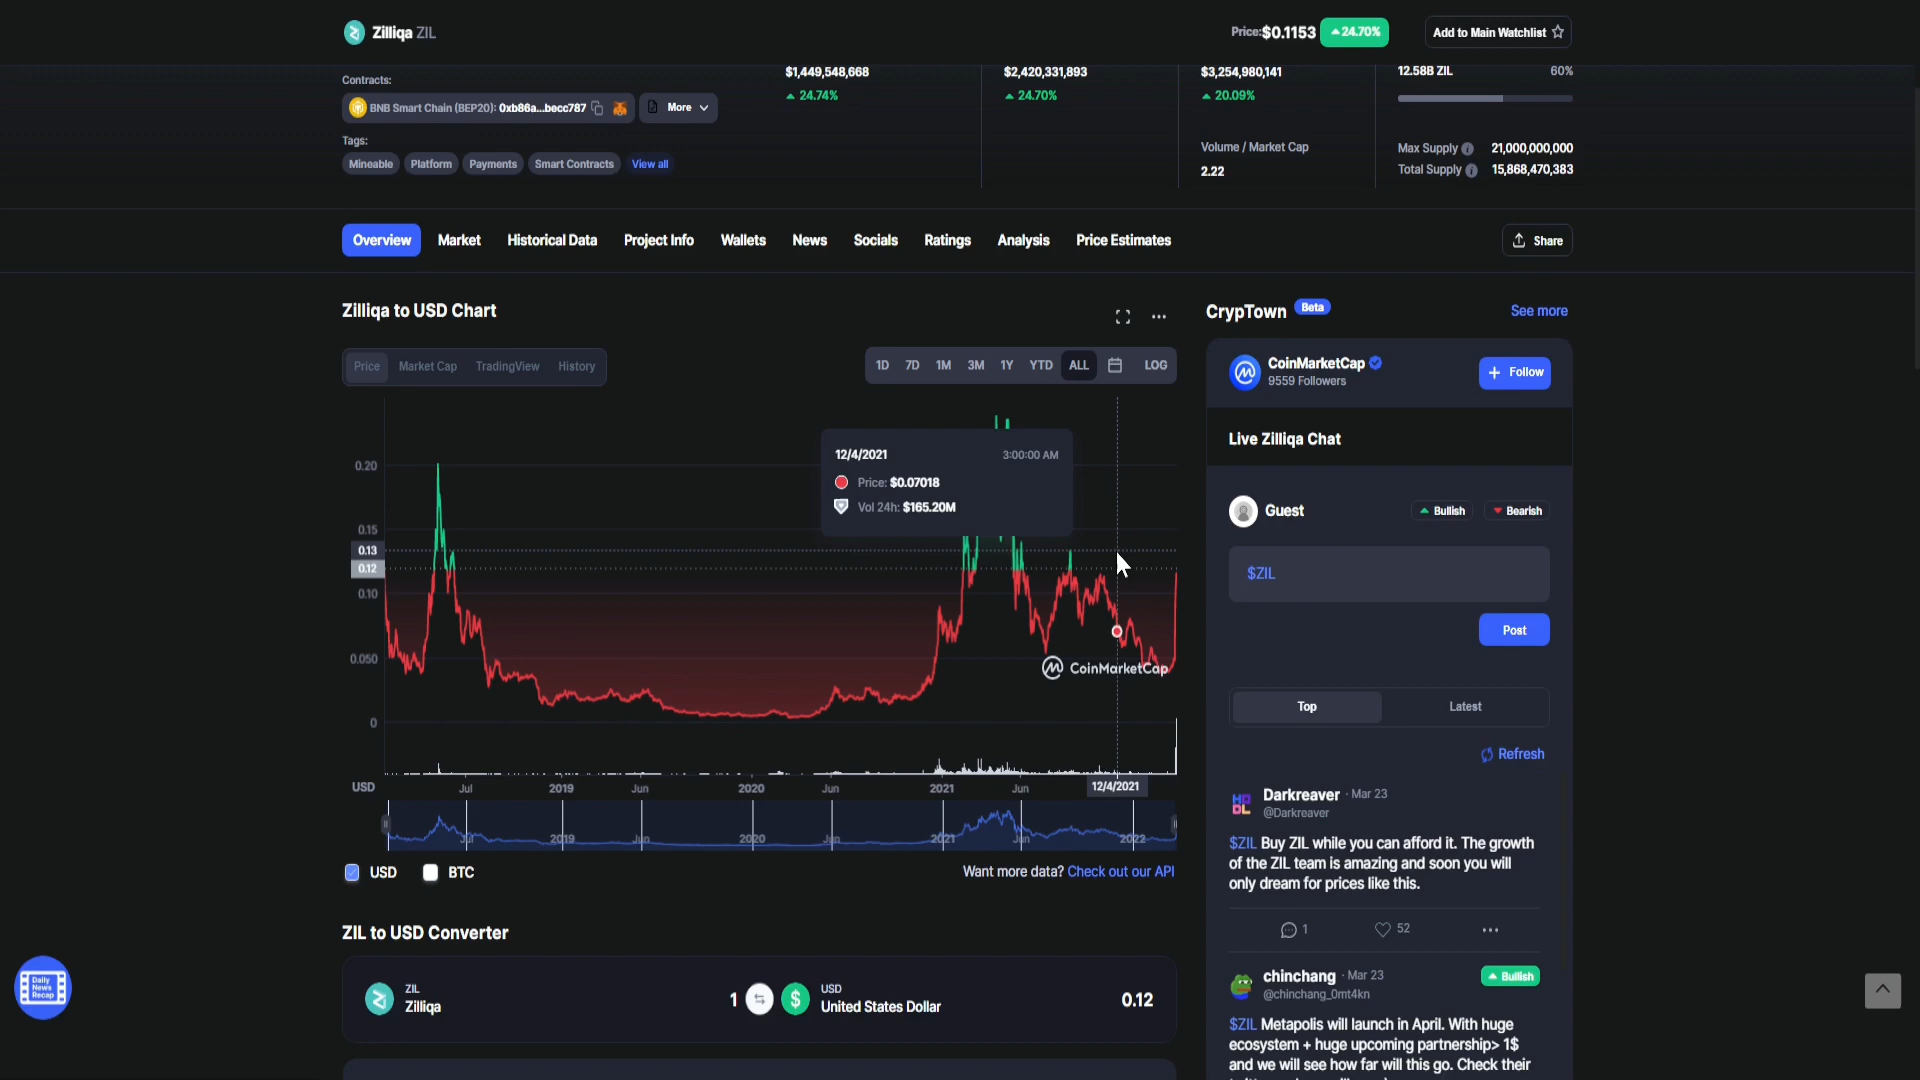 Zilliqa ZIL
Price:$0.1153
24.70%
Add to Main Watchlist
Contracts:
BNB Smart Chain (BEP20): 0xb86a...becc787
More
Tags:
Mineable
Platform
Payments
Smart Contracts
View all
$1,449,548,668
24.74%
$2,420,331,893
24.70%
$3,254,980,141
20.09%
Volume / Market Cap
2.22
12.58B ZIL
60%
Max Supply
21,000,000,000
Total Supply
15,868,470,383
Overview
Market
Historical Data
Project Info
Wallets
News
Socials
Ratings
Analysis
Price Estimates
Share
Zilliqa to USD Chart
Price
Market Cap
TradingView
History
1D
7D
1M
3M
1Y
YTD
ALL
LOG
12/4/2021
3:00:00 AM
Price: $0.07018
Vol 24h: $165.20M
0.20
0.15
0.13
0.12
0.10
0.050
0
CoinMarketCap
USD
Jul
2019
Jun
2020
Jun
2021
Jun
12/4/2021
Jul
2019
Jun
2020
Jun
2021
Jun
2022
USD
BTC
Want more data? Check out our API
ZIL to USD Converter
ZIL
Zilliqa
1
$
USD
United States Dollar
0.12
Daily
News
Recap
CrypTown
Beta
See more
CoinMarketCap
9559 Followers
+ Follow
Live Zilliqa Chat
Guest
Bullish
Bearish
$ZIL
Post
Top
Latest
Refresh
HODL
Darkreaver · Mar 23
@Darkreaver
$ZIL Buy ZIL while you can afford it. The growth
of the ZIL team is amazing and soon you will
only dream for prices like this.
1
52
chinchang · Mar 23
Bullish
@chinchang_0mt4kn
$ZIL Metapolis will launch in April. With huge
ecosystem + huge upcoming partnership> 1$
and we will see how far will this go. Check their